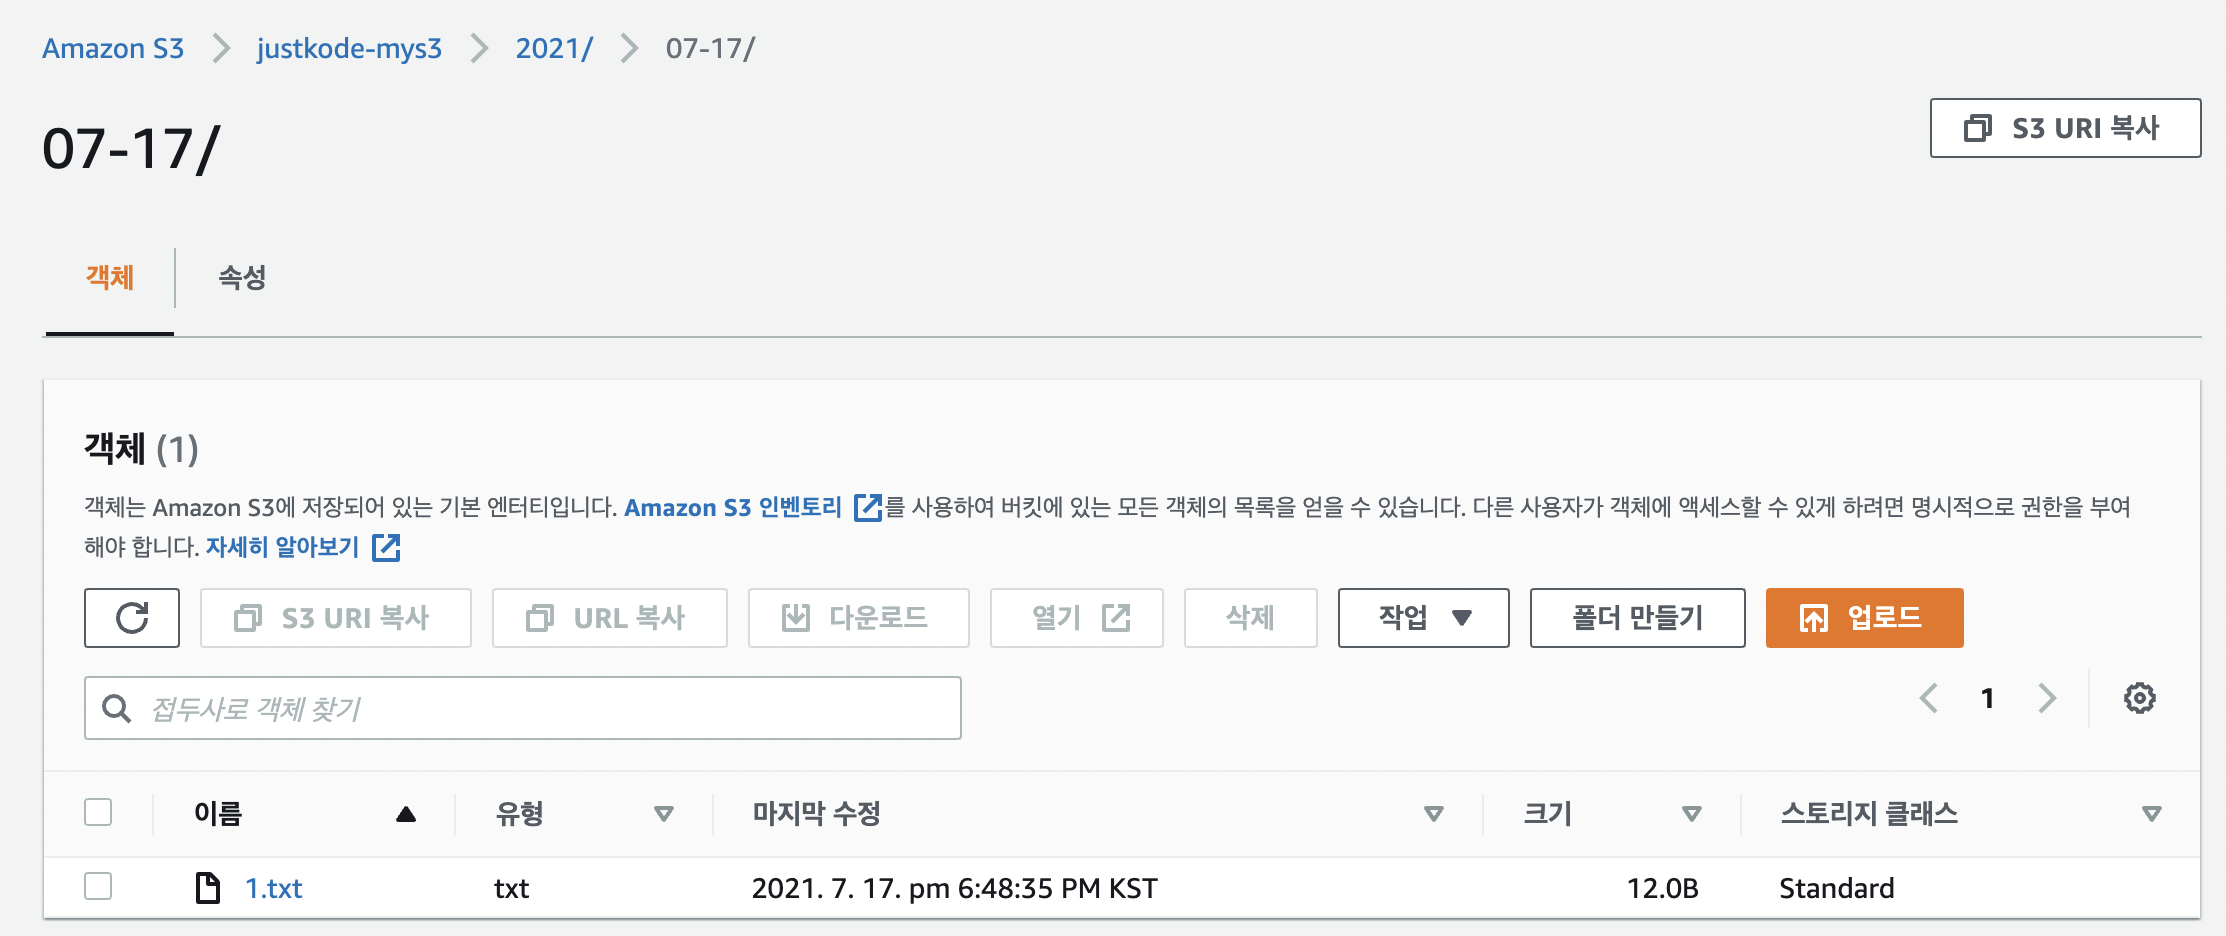 Amazon S3 justkode-mys3 2021/ 07-17/
07-17/
S3 URI 복사
객체 속성
객체 (1)
객체는 Amazon S3에 저장되어 있는 기본 엔터티입니다. Amazon S3 인벤토리 를 사용하여 버킷에 있는 모든 객체의 목록을 얻을 수 있습니다. 다른 사용자가 객체에 액세스할 수 있게 하려면 명시적으로 권한을 부여
해야 합니다. 자세히 알아보기
S3 URI 복사 URL 복사 다운로드 열기 삭제 작업 폴더 만들기 업로드
접두사로 객체 찾기 1
이름 유형 마지막 수정 크기 스토리지 클래스
1.txt txt 2021. 7. 17. pm 6:48:35 PM KST 12.0B Standard